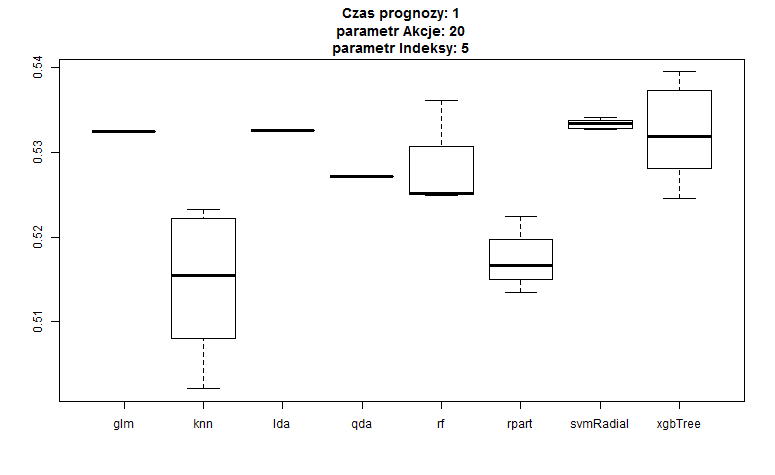 Czas prognozy: 1
parametr Akcje: 20
parametr Indeksy: 5
0.54
0.53
0.52
0.51
glm knn lda qda rf rpart svmRadial xgbTree